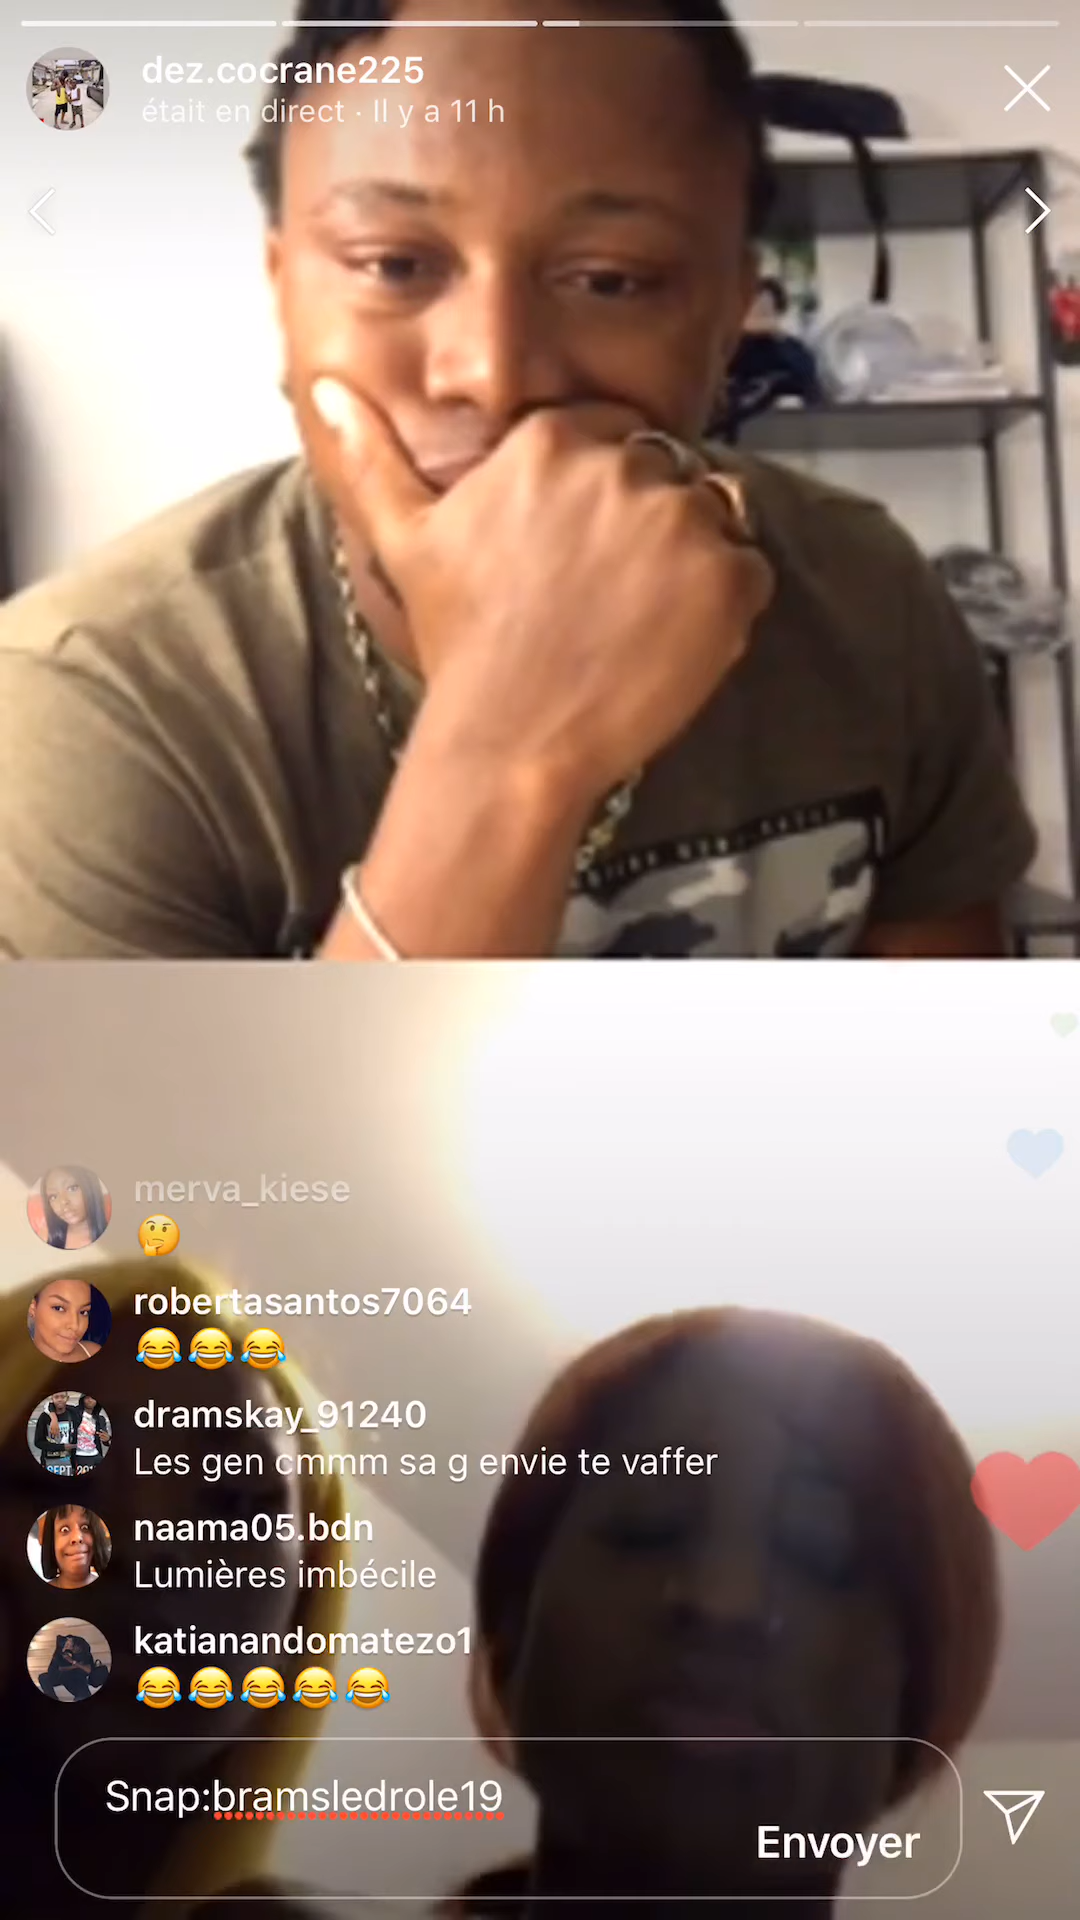 dez.cocrane225
était en direct · Il y a 11 h
merva_kiese
🤔
robertasantos7064
😂😂😂
dramskay_91240
Les gen cmmm sa g envie te vaffer
naama05.bdn
Lumières imbécile
katianandomatezo1
😂😂😂😂😂
Snap:bramsledrole19
Envoyer